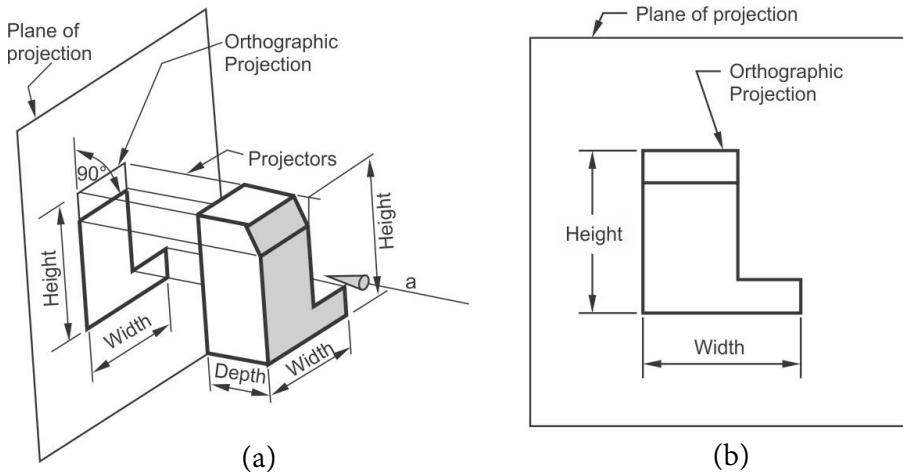 Plane of
projection
Orthographic
Projection
Projectors
90°
Height
Height
a
Width
Width
Depth
(a)
Plane of projection
Orthographic
Projection
Height
Width
(b)